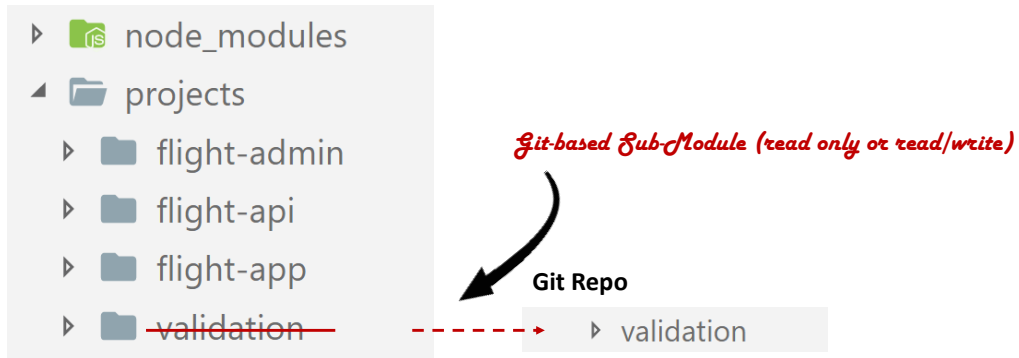 node_modules
projects
flight-admin
Git-based Sub-Module (read only or read/write)
flight-api
flight-app
Git Repo
validation
validation